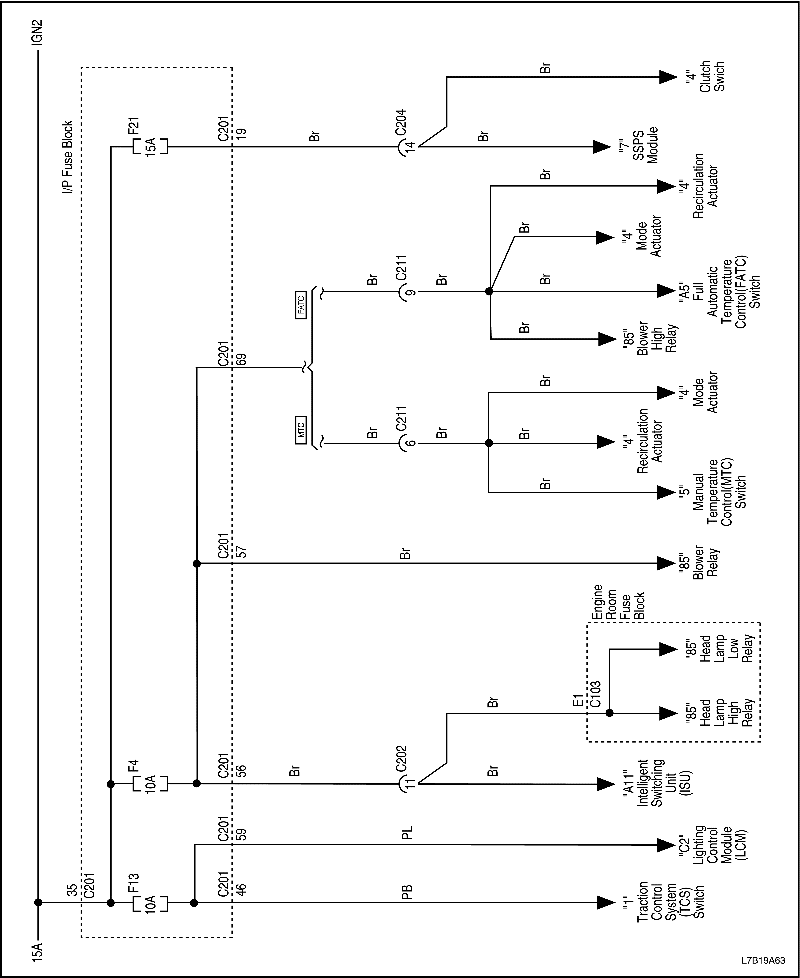 IGN2
15A
I/P Fuse Block
35
C201
F13
10A
F4
10A
F21
15A
C201
46
C201
59
C201
56
C201
57
C201
69
C201
19
PB
PL
Br
Br
Br
C202
11
Br
Br
E1
C103
Engine
Room
Fuse
Block
MTC
FATC
Br
C211
6
Br
Br
Br
Br
Br
C211
9
Br
Br
Br
Br
Br
C204
14
Br
Br
"1"
Traction
Control
System
(TCS)
Switch
"C2"
Lighting
Control
Module
(LCM)
"A11"
Intelligent
Switching
Unit
(ISU)
"85"
Head
Lamp
High
Relay
"85"
Head
Lamp
Low
Relay
"85"
Blower
Relay
"5"
Manual
Temperature
Control(MTC)
Switch
"4"
Recirculation
Actuator
"4"
Mode
Actuator
"85"
Blower
High
Relay
"A5"
Full
Automatic
Temperature
Control(FATC)
Switch
"4"
Mode
Actuator
"4"
Recirculation
Actuator
"7"
SSPS
Module
"4"
Clutch
Swich
L7B19A63